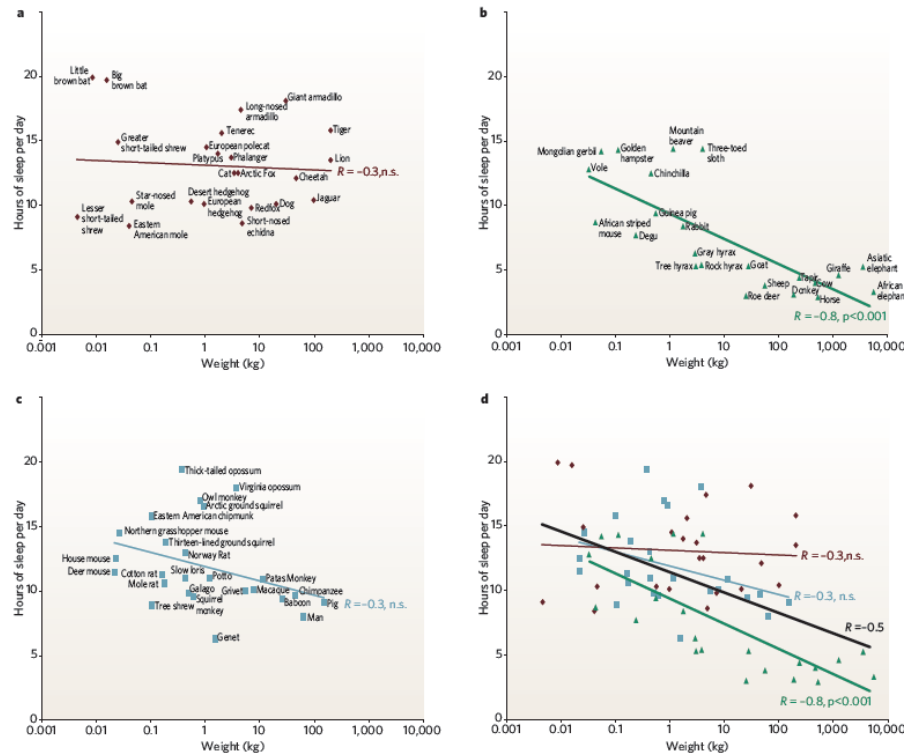 a
Hours of sleep per day
20
15
10
5
0
Little
brown bat
Big
brown bat
Giant armadillo
Long-nosed
armadillo
Tenerec
Tiger
Greater
short-tailed shrew
European polecat
Platypus
Phalanger
Lion
R = –0.3,n.s.
Cat
Arctic Fox
Cheetah
Star-nosed
mole
Desert hedgehog
European
hedgehog
Redfox
Dog
Jaguar
Lesser
short-tailed
shrew
Eastern
American mole
Short-nosed
echidna
0.001
0.01
0.1
1
10
100
1,000
10,000
Weight (kg)
b
Hours of sleep per day
20
15
10
5
0
Mongolian gerbil
Golden
hamster
Mountain
beaver
Three-toed
sloth
Vole
Chinchilla
African striped
mouse
Guinea pig
Rabbit
Degu
Gray hyrax
Tree hyrax
Rock hyrax
Goat
Giraffe
Asiatic
elephant
Tapir
Cow
Sheep
Donkey
Roe deer
Horse
African
elephant
R = –0.8, p<0.001
0.001
0.01
0.1
1
10
100
1,000
10,000
Weight (kg)
c
Hours of sleep per day
20
15
10
5
0
Thick-tailed opossum
Virginia opossum
Owl monkey
Arctic ground squirrel
Eastern American chipmunk
Northern grasshopper mouse
Thirteen-lined ground squirrel
House mouse
Norway Rat
Deer mouse
Cotton rat
Slow loris
Potto
Patas Monkey
Mole rat
Galago
Squirrel
monkey
Grivet
Macaque
Chimpanzee
Baboon
Pig
R = –0.3, n.s.
Tree shrew
Man
Genet
0.001
0.01
0.1
1
10
100
1,000
10,000
Weight (kg)
d
Hours of sleep per day
20
15
10
5
0
R = –0.3,n.s.
R = –0.3, n.s.
R =–0.5
R = –0.8, p<0.001
0.001
0.01
0.1
1
10
100
1,000
10,000
Weight (kg)